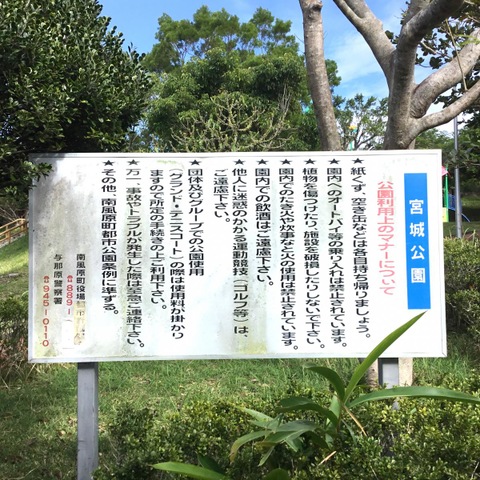 宮城公園
公園利用上のマナーについて
★紙くず、空き缶などは各自持ち帰りましょう。
★園内へオートバイ等の乗り入れは禁止されています。
★植物を傷つけたり、施設を破損したりしないで下さい。
★園内でのたき火や炊事など火の使用は禁止されています。
★園内での飲酒はご遠慮下さい。
★他人に迷惑のかかる運動競技（ゴルフ等）は、
ご遠慮下さい。
★団体及びグループでの公園使用
（グランド・テニスコート）の際は使用料が掛かり
ますので所定の手続きの上ご利用下さい。
★万一事故やトラブルが発生した際は至急ご連絡下さい。
★その他、南風原町都市公園条例に準ずる。
南風原町役場
☎889
与那原警察署
☎945-0110